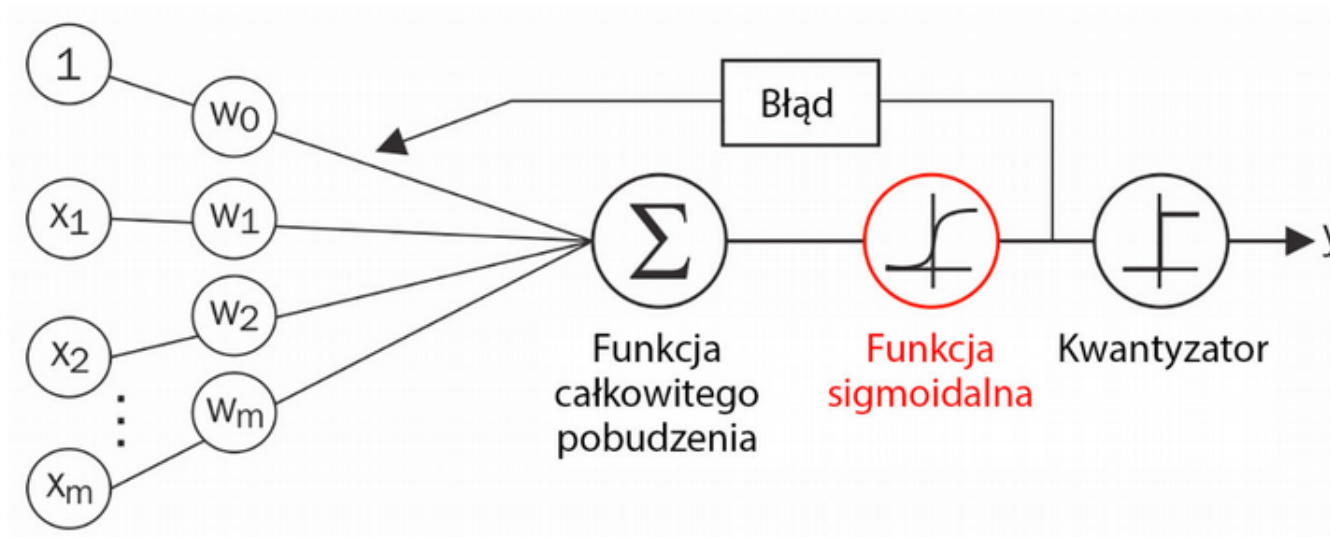 1
w0
Błąd
x1
w1
Σ
y
w2
x2
wm
xm
Funkcja
całkowitego
pobudzenia
Funkcja
sigmoidalna
Kwantyzator